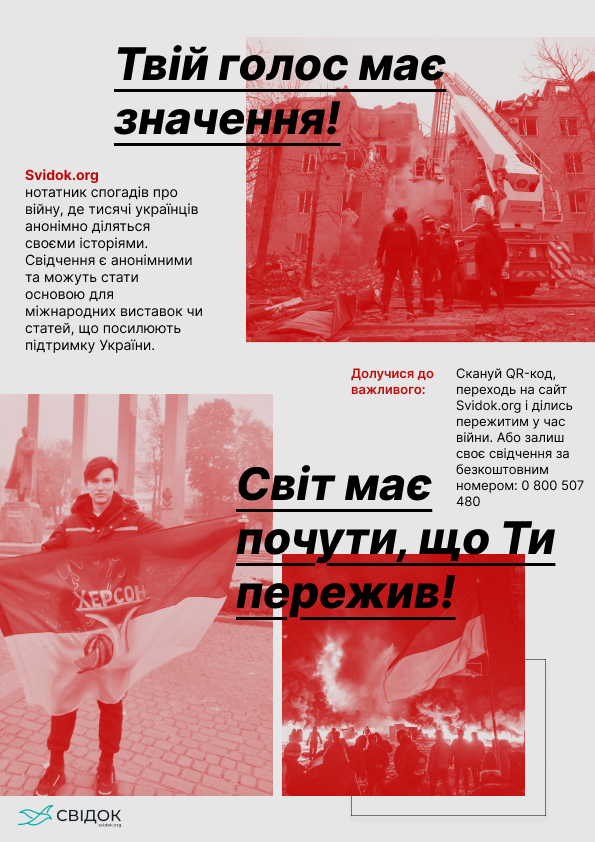 Твій голос має
значення!
Svidok.org
нотатник спогадів про
війну, де тисячі українців
анонімно діляться
своєми історіями.
Свідчення є анонімними
та можуть стати
основою для
міжнародних виставок чи
статей, що посилюють
підтримку України.
Долучися до
важливого:
Скануй QR-код,
переходь на сайт
Svidok.org і ділись
пережитим у час
війни. Або залиш
своє свідчення за
безкоштовним
номером: 0 800 507
480
Світ має
почути, що Ти
пережив!
ХЕРСОН
СВІДОК
svidok.org